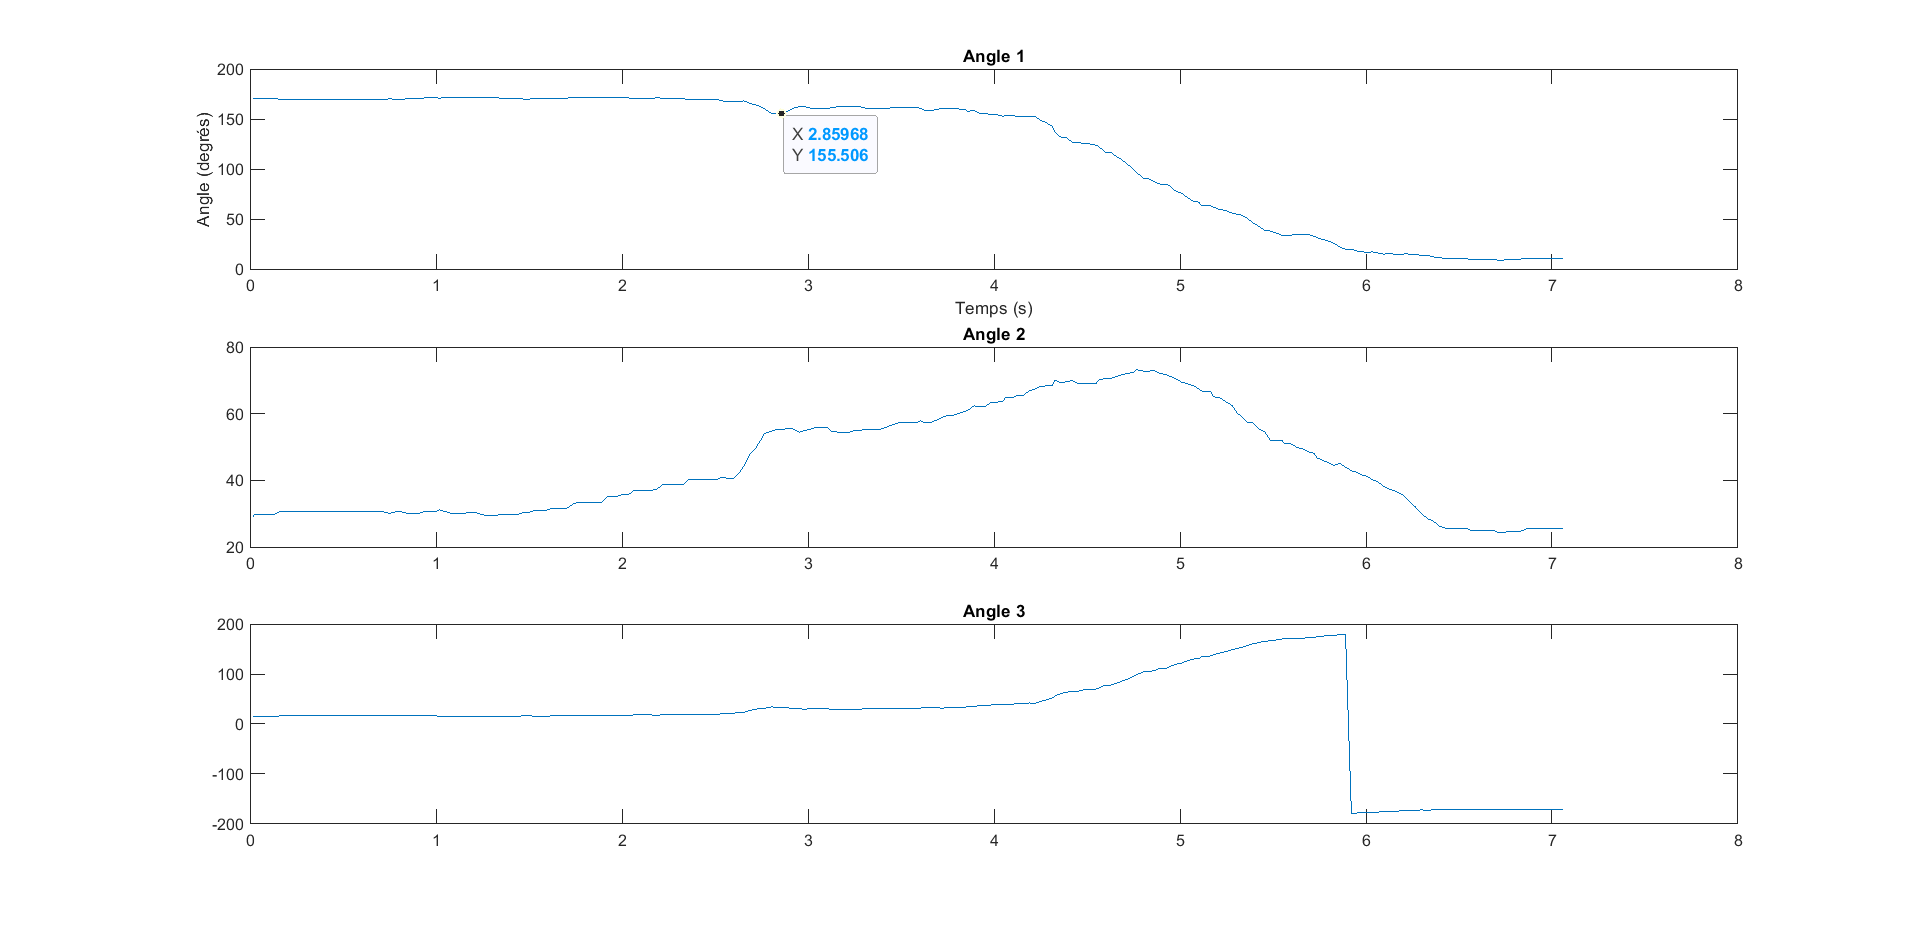 Angle 1
200
150
100
50
0
Angle (degrés)
X 2.85968
Y 155.506
0 1 2 3 4 5 6 7 8
Temps (s)
Angle 2
80
60
40
20
0 1 2 3 4 5 6 7 8
Angle 3
200
100
0
-100
-200
0 1 2 3 4 5 6 7 8